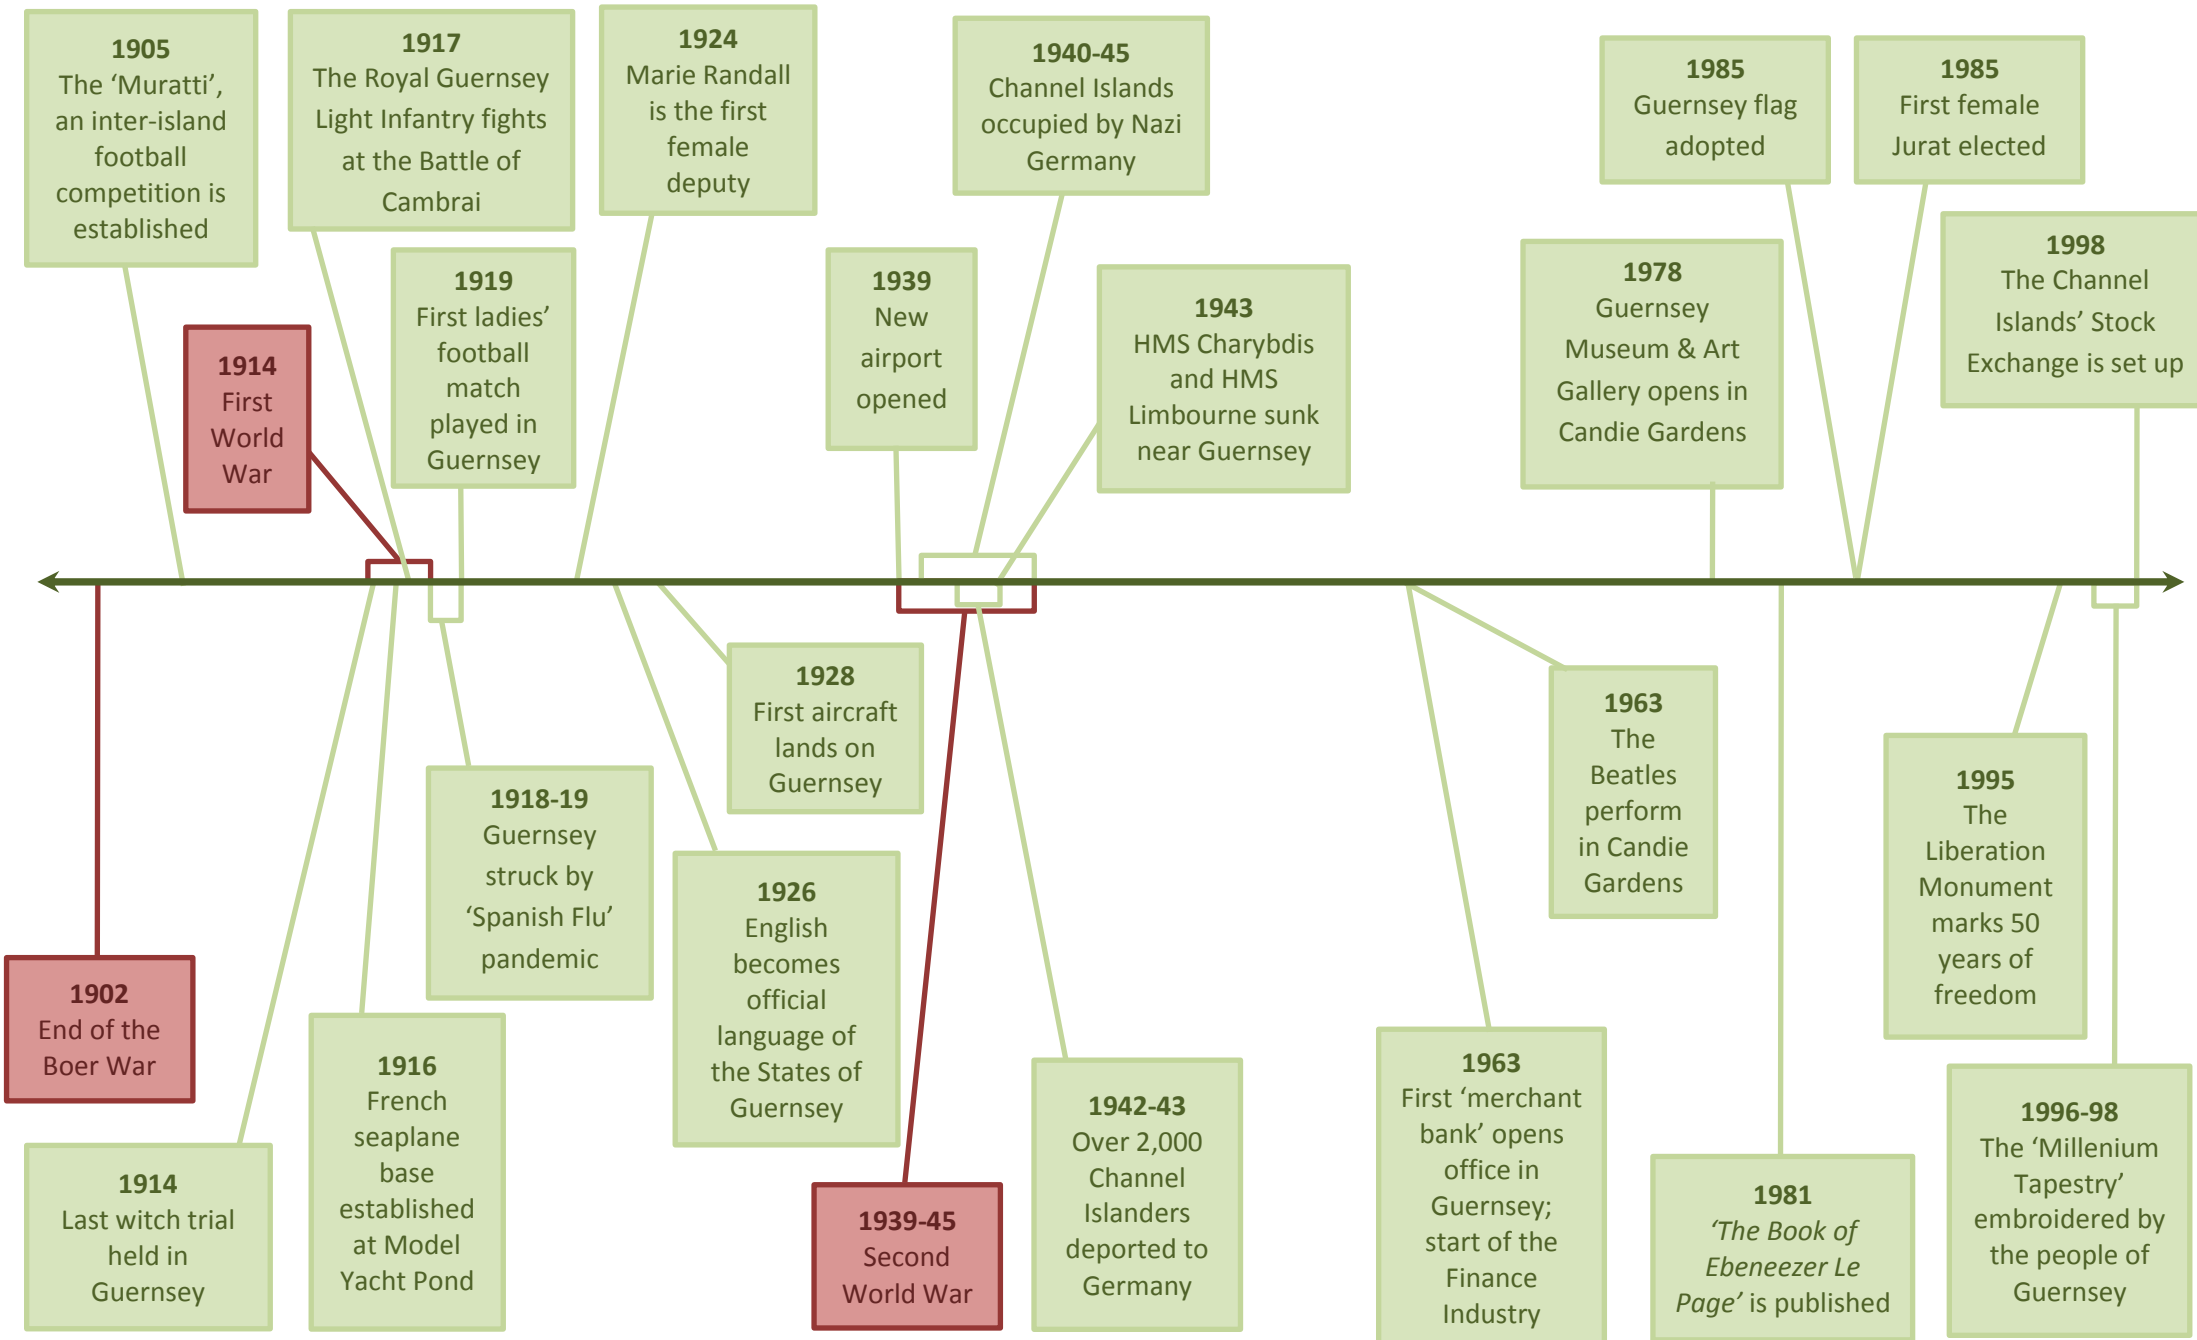 1905
The ‘Muratti’,
an inter-island
football
competition is
established
1917
The Royal Guernsey
Light Infantry fights
at the Battle of
Cambrai
1924
Marie Randall
is the first
female
deputy
1940-45
Channel Islands
occupied by Nazi
Germany
1985
Guernsey flag
adopted
1985
First female
Jurat elected
1914
First
World
War
1919
First ladies’
football
match
played in
Guernsey
1939
New
airport
opened
1943
HMS Charybdis
and HMS
Limbourne sunk
near Guernsey
1978
Guernsey
Museum & Art
Gallery opens in
Candie Gardens
1998
The Channel
Islands’ Stock
Exchange is set up
1902
End of the
Boer War
1914
Last witch trial
held in
Guernsey
1916
French
seaplane
base
established
at Model
Yacht Pond
1918-19
Guernsey
struck by
‘Spanish Flu’
pandemic
1926
English
becomes
official
language of
the States of
Guernsey
1928
First aircraft
lands on
Guernsey
1939-45
Second
World War
1942-43
Over 2,000
Channel
Islanders
deported to
Germany
1963
First ‘merchant
bank’ opens
office in
Guernsey;
start of the
Finance
Industry
1963
The
Beatles
perform
in Candie
Gardens
1981
‘The Book of
Ebeneezer Le
Page’ is published
1995
The
Liberation
Monument
marks 50
years of
freedom
1996-98
The ‘Millenium
Tapestry’
embroidered by
the people of
Guernsey